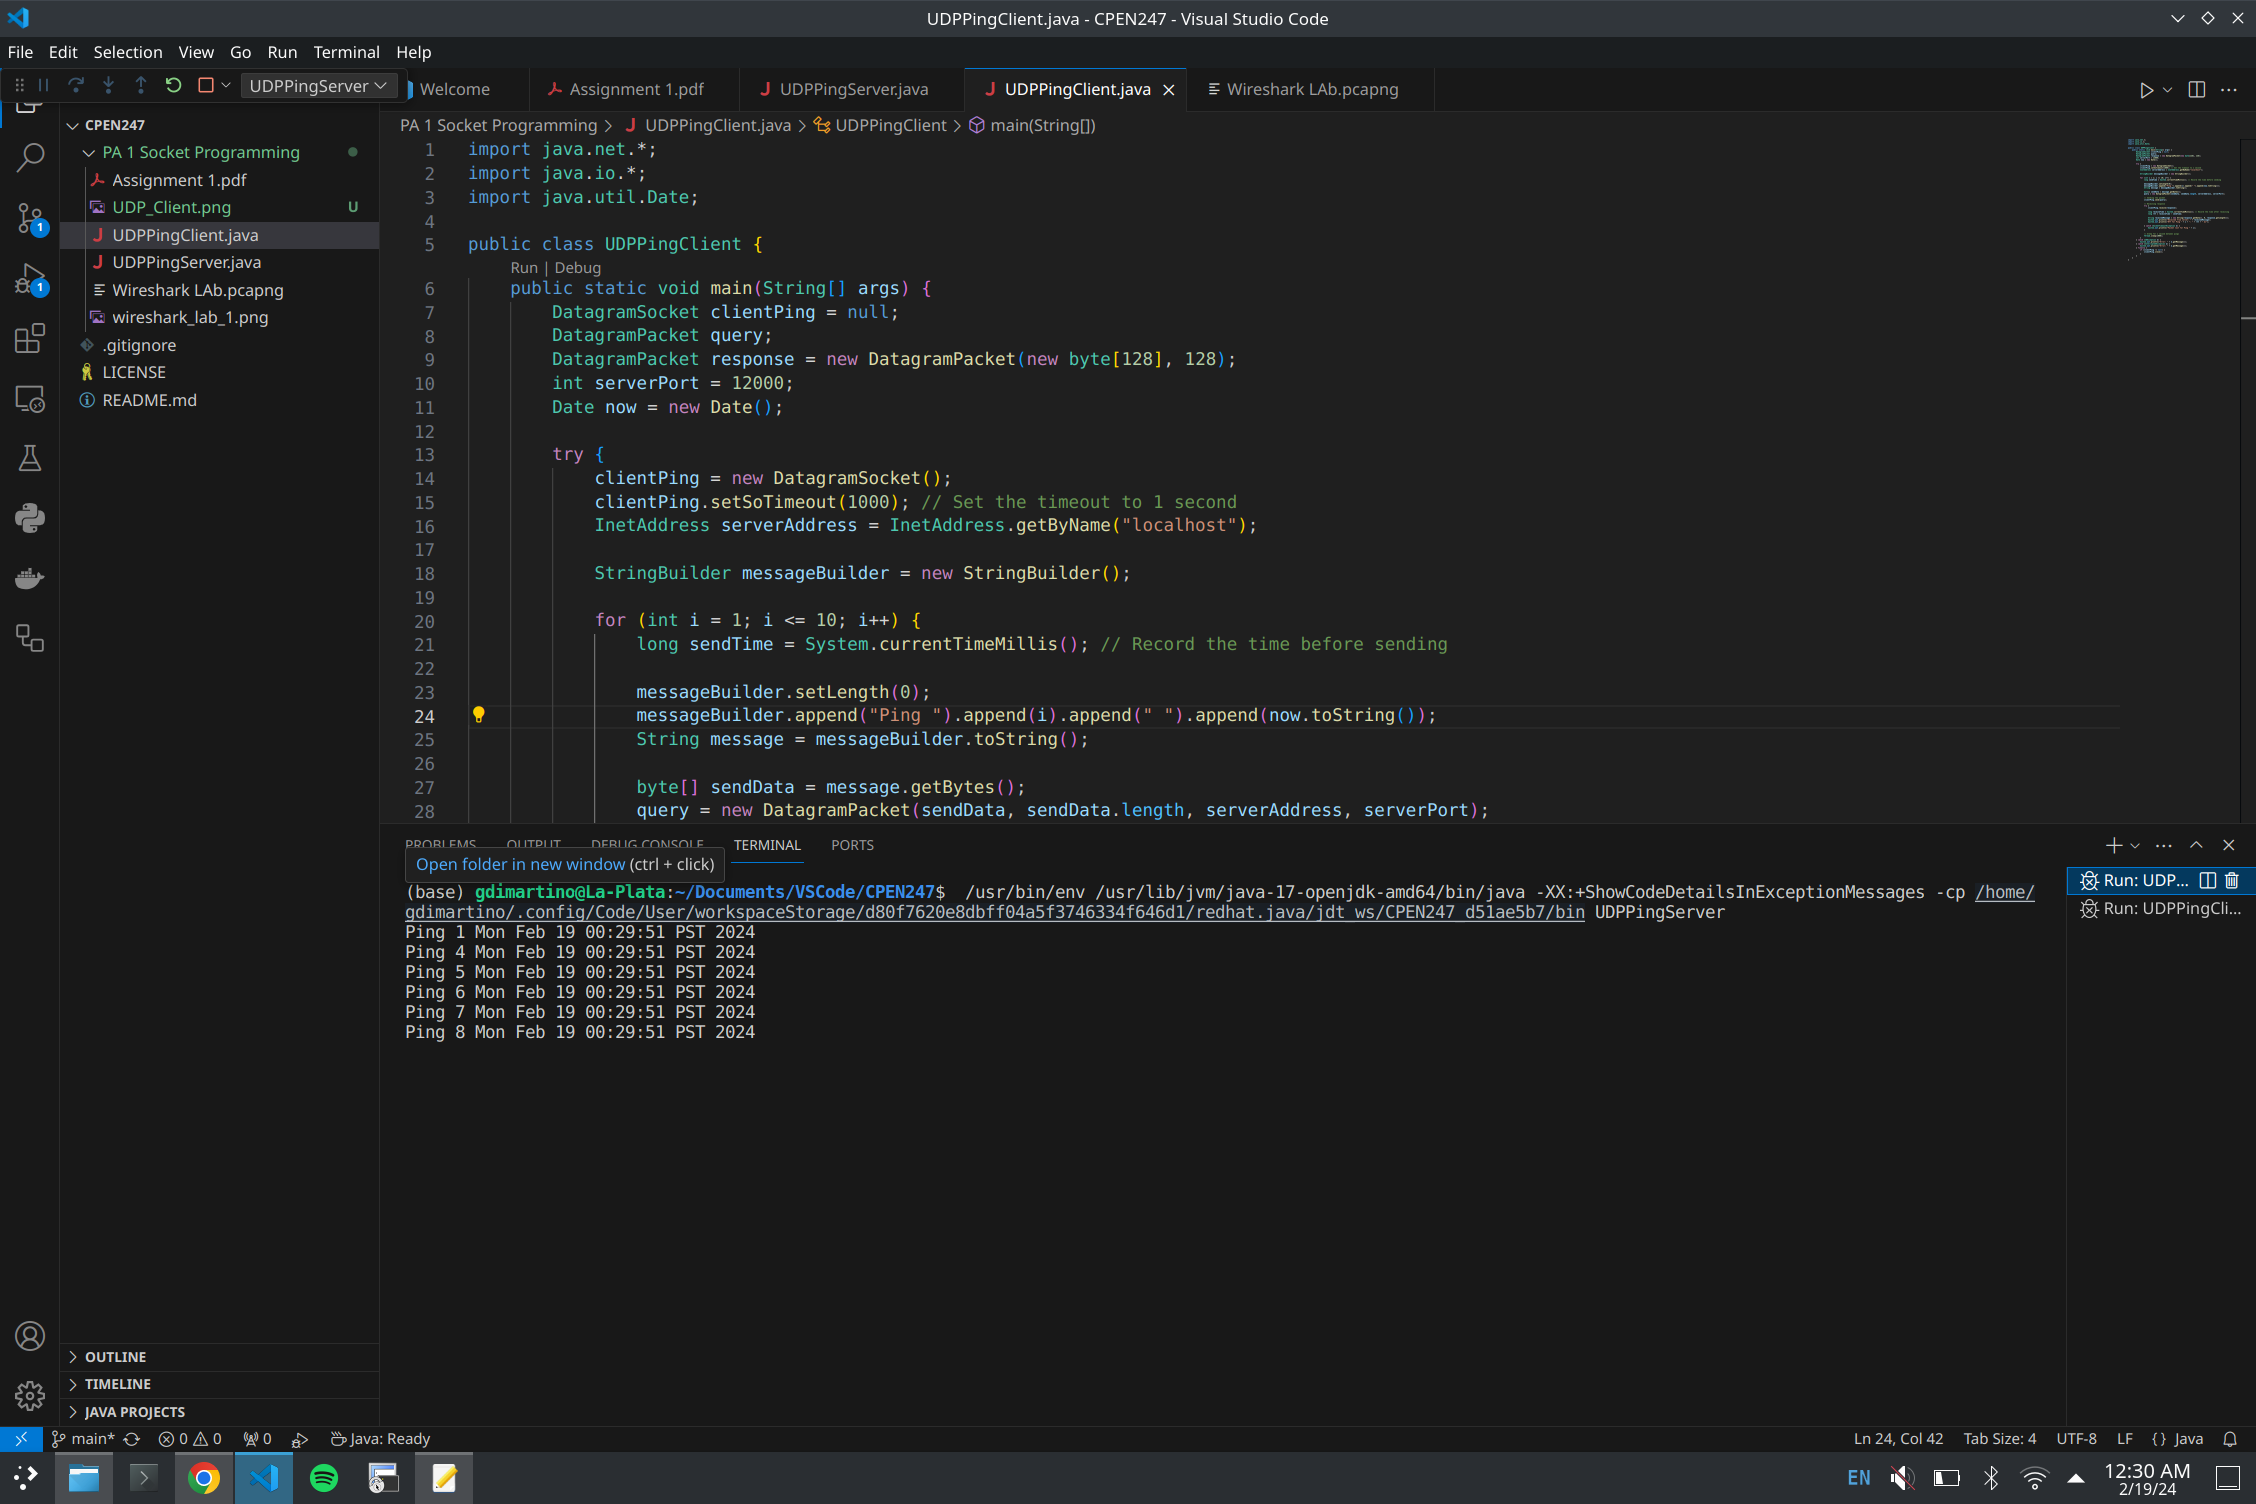 UDPPingClient.java - CPEN247 - Visual Studio Code
File Edit Selection View Go Run Terminal Help
UDPPingServer
Welcome
Assignment 1.pdf
UDPPingServer.java
UDPPingClient.java
Wireshark LAb.pcapng
CPEN247
PA 1 Socket Programming
Assignment 1.pdf
UDP_Client.png U
UDPPingClient.java
UDPPingServer.java
Wireshark LAb.pcapng
wireshark_lab_1.png
.gitignore
LICENSE
README.md
1
1
PA 1 Socket Programming > UDPPingClient.java > UDPPingClient > main(String[])
1 import java.net.*;
2 import java.io.*;
3 import java.util.Date;
4
5 public class UDPPingClient {
Run | Debug
6 public static void main(String[] args) {
7 DatagramSocket clientPing = null;
8 DatagramPacket query;
9 DatagramPacket response = new DatagramPacket(new byte[128], 128);
10 int serverPort = 12000;
11 Date now = new Date();
12
13 try {
14 clientPing = new DatagramSocket();
15 clientPing.setSoTimeout(1000); // Set the timeout to 1 second
16 InetAddress serverAddress = InetAddress.getByName("localhost");
17
18 StringBuilder messageBuilder = new StringBuilder();
19
20 for (int i = 1; i <= 10; i++) {
21 long sendTime = System.currentTimeMillis(); // Record the time before sending
22
23 messageBuilder.setLength(0);
24 messageBuilder.append("Ping ").append(i).append(" ").append(now.toString());
25 String message = messageBuilder.toString();
26
27 byte[] sendData = message.getBytes();
28 query = new DatagramPacket(sendData, sendData.length, serverAddress, serverPort);
PROBLEMS OUTPUT DEBUG CONSOLE TERMINAL PORTS
Open folder in new window (ctrl + click)
(base) gdimartino@La-Plata:~/Documents/VSCode/CPEN247$ /usr/bin/env /usr/lib/jvm/java-17-openjdk-amd64/bin/java -XX:+ShowCodeDetailsInExceptionMessages -cp /home/
gdimartino/.config/Code/User/workspaceStorage/d80f7620e8dbff04a5f3746334f646d1/redhat.java/jdt_ws/CPEN247_d51ae5b7/bin UDPPingServer
Ping 1 Mon Feb 19 00:29:51 PST 2024
Ping 4 Mon Feb 19 00:29:51 PST 2024
Ping 5 Mon Feb 19 00:29:51 PST 2024
Ping 6 Mon Feb 19 00:29:51 PST 2024
Ping 7 Mon Feb 19 00:29:51 PST 2024
Ping 8 Mon Feb 19 00:29:51 PST 2024
Run: UDP...
Run: UDPPingCli...
OUTLINE
TIMELINE
JAVA PROJECTS
main* 0 0 0 Java: Ready
Ln 24, Col 42 Tab Size: 4 UTF-8 LF {} Java
EN
12:30 AM
2/19/24